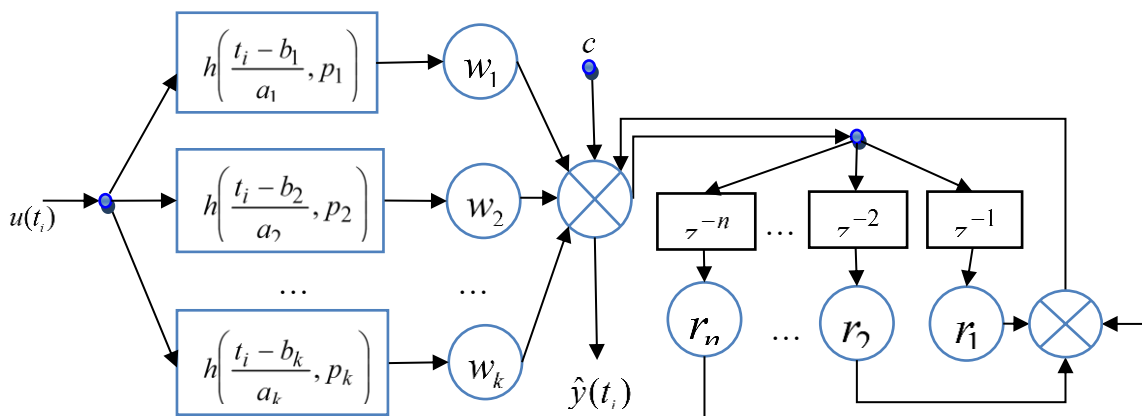 h((t_i − b_1)/a_1, p_1)
w_1
c
h((t_i − b_2)/a_2, p_2)
w_2
u(t_i)
z^{−n}
…
z^{−2}
z^{−1}
…
…
r_n
…
r_2
r_1
h((t_i − b_k)/a_k, p_k)
w_k
ŷ(t_i)